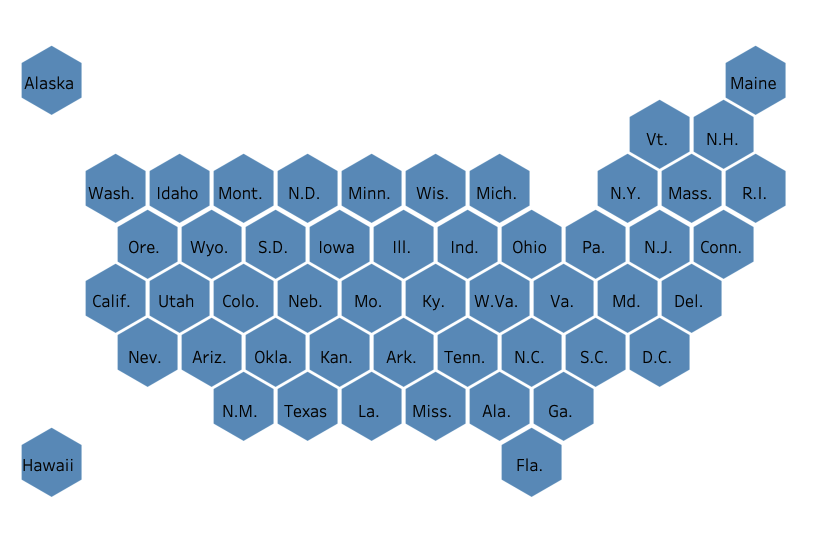 Alaska Maine
Vt. N.H.
Wash. Idaho Mont. N.D. Minn. Wis. Mich. N.Y. Mass. R.I.
Ore. Wyo. S.D. Iowa Ill. Ind. Ohio Pa. N.J. Conn.
Calif. Utah Colo. Neb. Mo. Ky. W.Va. Va. Md. Del.
Nev. Ariz. Okla. Kan. Ark. Tenn. N.C. S.C. D.C.
N.M. Texas La. Miss. Ala. Ga.
Hawaii Fla.